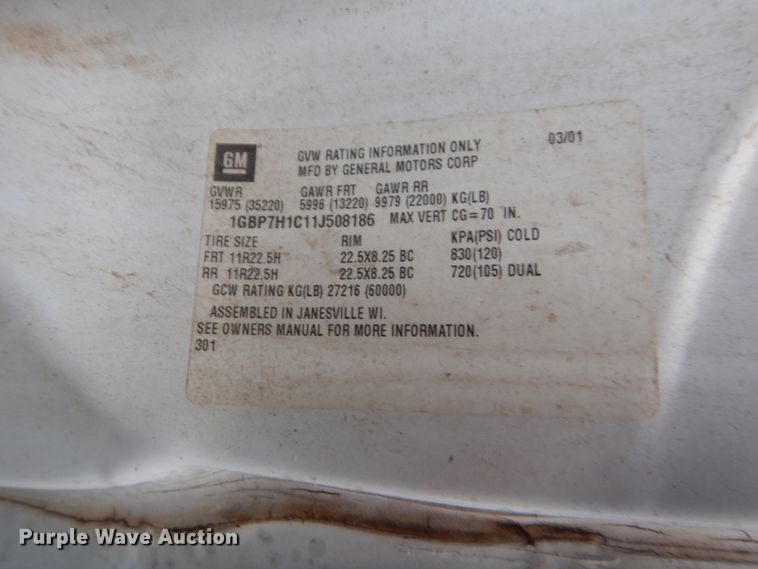 GM
GVW RATING INFORMATION ONLY 03/01
MFD BY GENERAL MOTORS CORP
GVWR GAWR FRT GAWR RR
15975 (35220) 5996 (13220) 9979 (22000) KG(LB)
1GBP7H1C11J508186 MAX VERT CG=70 IN.
TIRE SIZE RIM KPA(PSI) COLD
FRT 11R22.5H 22.5X8.25 BC 830(120)
RR 11R22.5H 22.5X8.25 BC 720(105) DUAL
GCW RATING KG(LB) 27216 (60000)
ASSEMBLED IN JANESVILLE WI.
SEE OWNERS MANUAL FOR MORE INFORMATION.
301
Purple Wave Auction